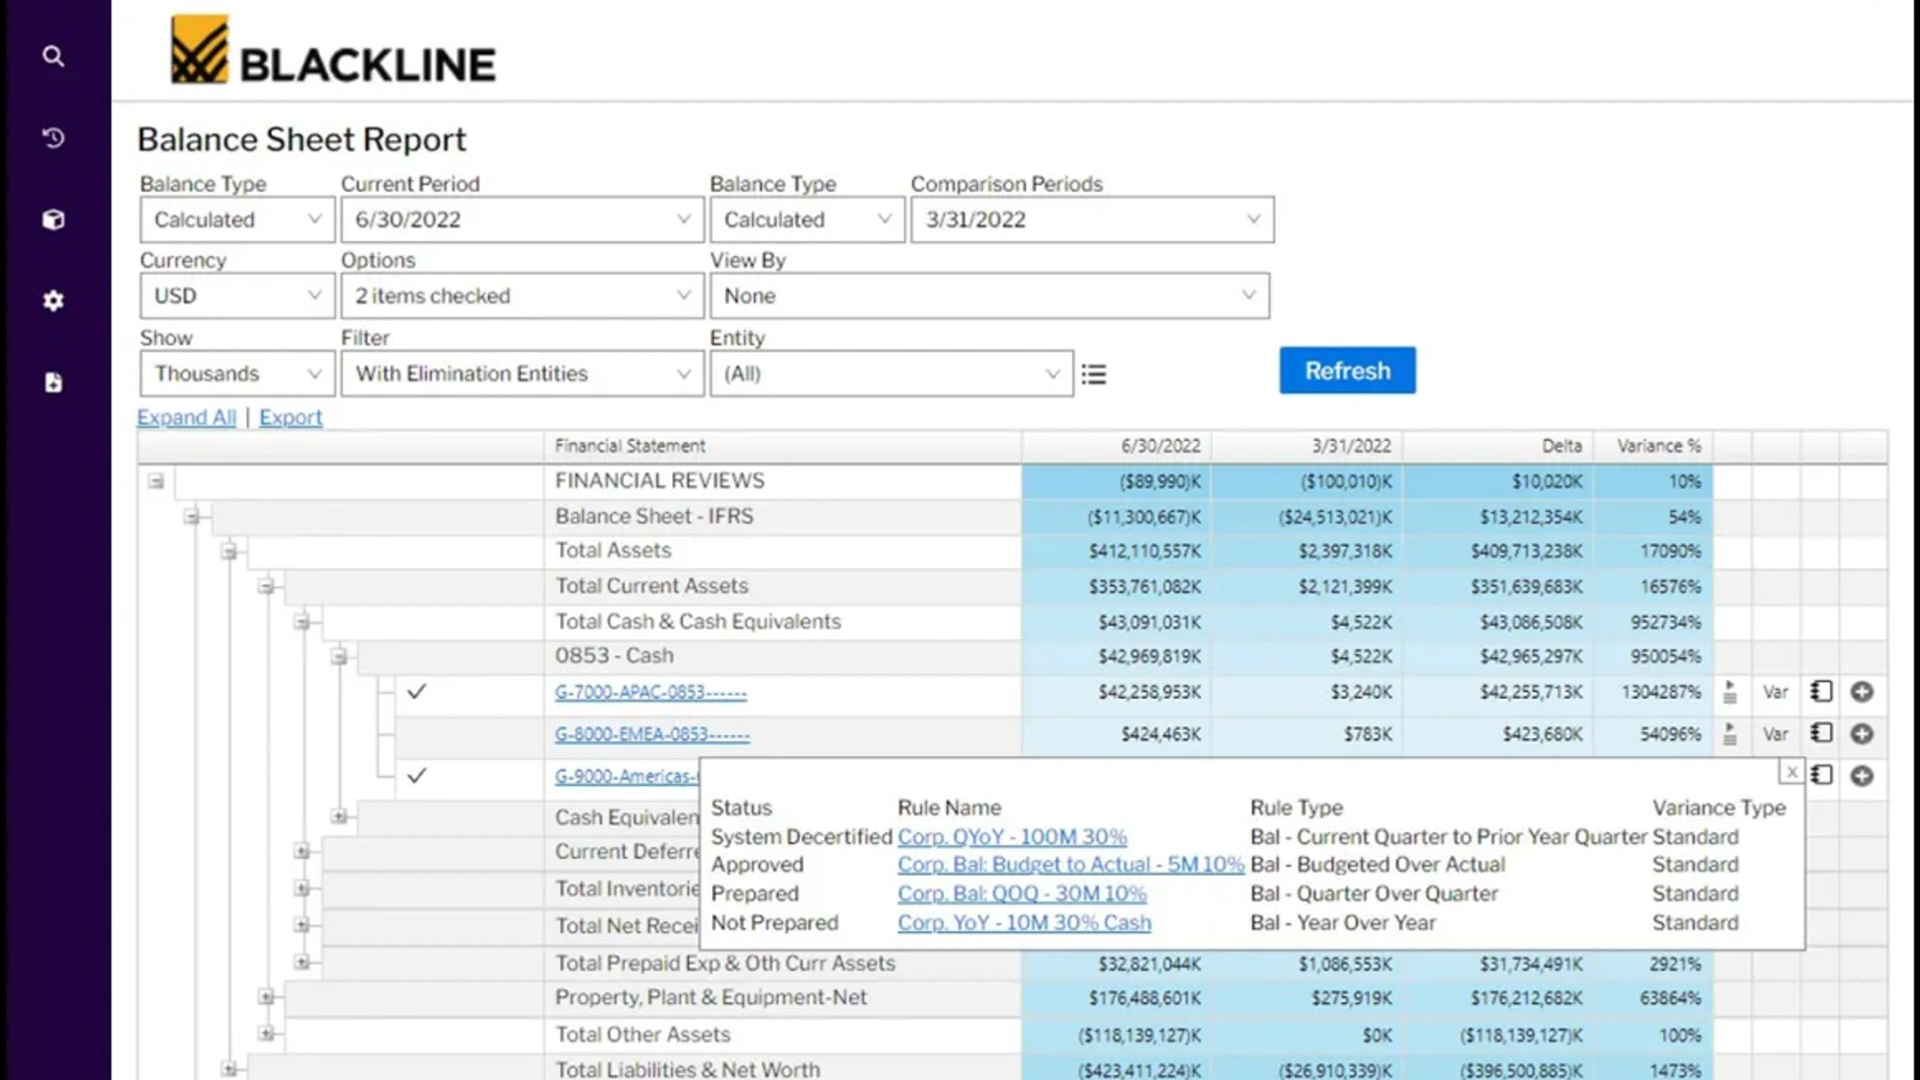 BLACKLINE
Balance Sheet Report
Balance Type Current Period Balance Type Comparison Periods
Calculated 6/30/2022 Calculated 3/31/2022
Currency Options View By
USD 2 items checked None
Show Filter Entity
Thousands With Elimination Entities (All) Refresh
Expand All | Export
Financial Statement 6/30/2022 3/31/2022 Delta Variance %
FINANCIAL REVIEWS ($89,990)K ($100,010)K $10,020K 10%
Balance Sheet - IFRS ($11,300,667)K ($24,513,021)K $13,212,354K 54%
Total Assets $412,110,557K $2,397,318K $409,713,238K 17090%
Total Current Assets $353,761,082K $2,121,399K $351,639,683K 16576%
Total Cash & Cash Equivalents $43,091,031K $4,522K $43,086,508K 952734%
0853 - Cash $42,969,819K $4,522K $42,965,297K 950054%
G-7000-APAC-0853------ $42,258,953K $3,240K $42,255,713K 1304287% Var
G-8000-EMEA-0853------ $424,463K $783K $423,680K 54096% Var
G-9000-Americas-
Status Rule Name Rule Type Variance Type
System Decertified Corp. QYoY - 100M 30% Bal - Current Quarter to Prior Year Quarter Standard
Approved Corp. Bal: Budget to Actual - 5M 10% Bal - Budgeted Over Actual Standard
Prepared Corp. Bal: QOQ - 30M 10% Bal - Quarter Over Quarter Standard
Not Prepared Corp. YoY - 10M 30% Cash Bal - Year Over Year Standard
Cash Equivalen
Current Deferre
Total Inventorie
Total Net Recei
Total Prepaid Exp & Oth Curr Assets $32,821,044K $1,086,553K $31,734,491K 2921%
Property, Plant & Equipment-Net $176,488,601K $275,919K $176,212,682K 63864%
Total Other Assets ($118,139,127)K $0K ($118,139,127)K 100%
Total Liabilities & Net Worth ($423,411,224)K ($26,910,339)K ($396,500,885)K 1473%